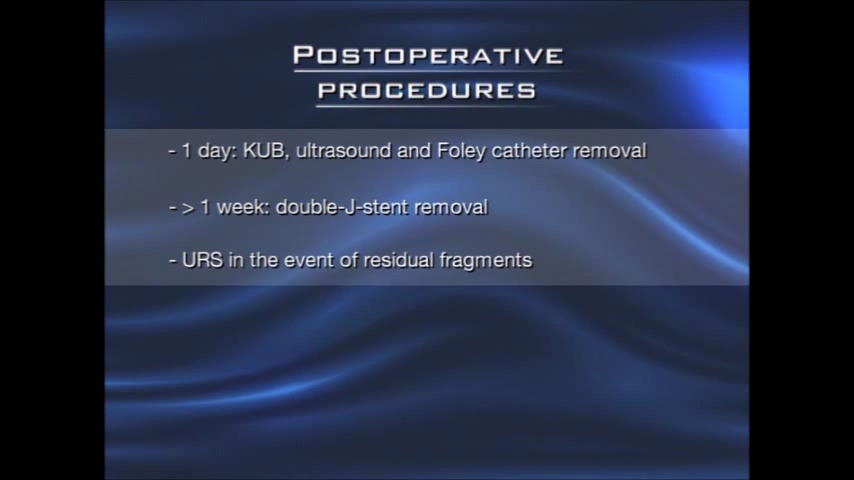 POSTOPERATIVE
PROCEDURES
- 1 day: KUB, ultrasound and Foley catheter removal
- > 1 week: double-J-stent removal
- URS in the event of residual fragments